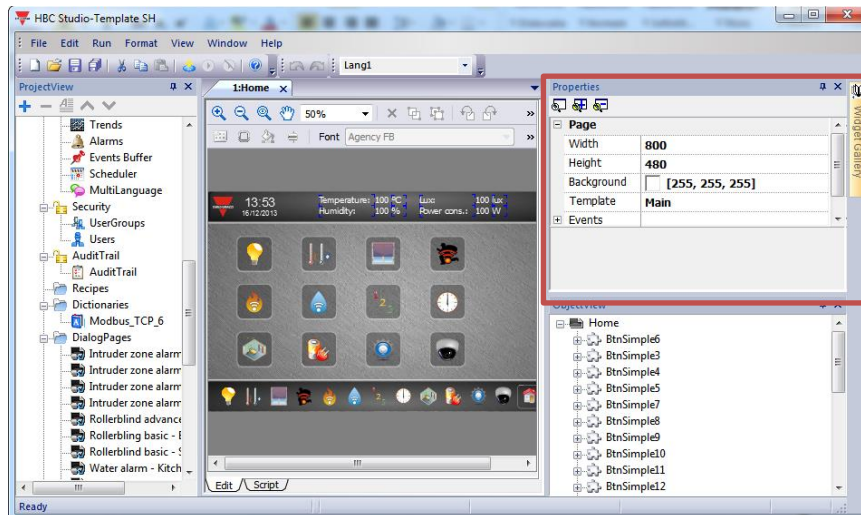 HBC Studio-Template SH
File Edit Run Format View Window Help
Lang1
ProjectView
Trends
Alarms
Events Buffer
Scheduler
MultiLanguage
Security
UserGroups
Users
AuditTrail
AuditTrail
Recipes
Dictionaries
Modbus_TCP_6
DialogPages
Intruder zone alarm
Intruder zone alarm
Intruder zone alarm
Intruder zone alarm
Rollerblind advance
Rollerbling basic - E
Rollerblind basic - S
Water alarm - Kitch
1:Home
50%
Font Agency FB
13:53
16/12/2013
Temperature: 100 ºC Lux: 100 lux
Humidity: 100 % Power cons.: 100 W
Edit Script
Properties
Page
Width 800
Height 480
Background [255, 255, 255]
Template Main
Events
Widget Gallery
ObjectView
Home
BtnSimple6
BtnSimple3
BtnSimple4
BtnSimple5
BtnSimple7
BtnSimple8
BtnSimple9
BtnSimple10
BtnSimple11
BtnSimple12
Ready